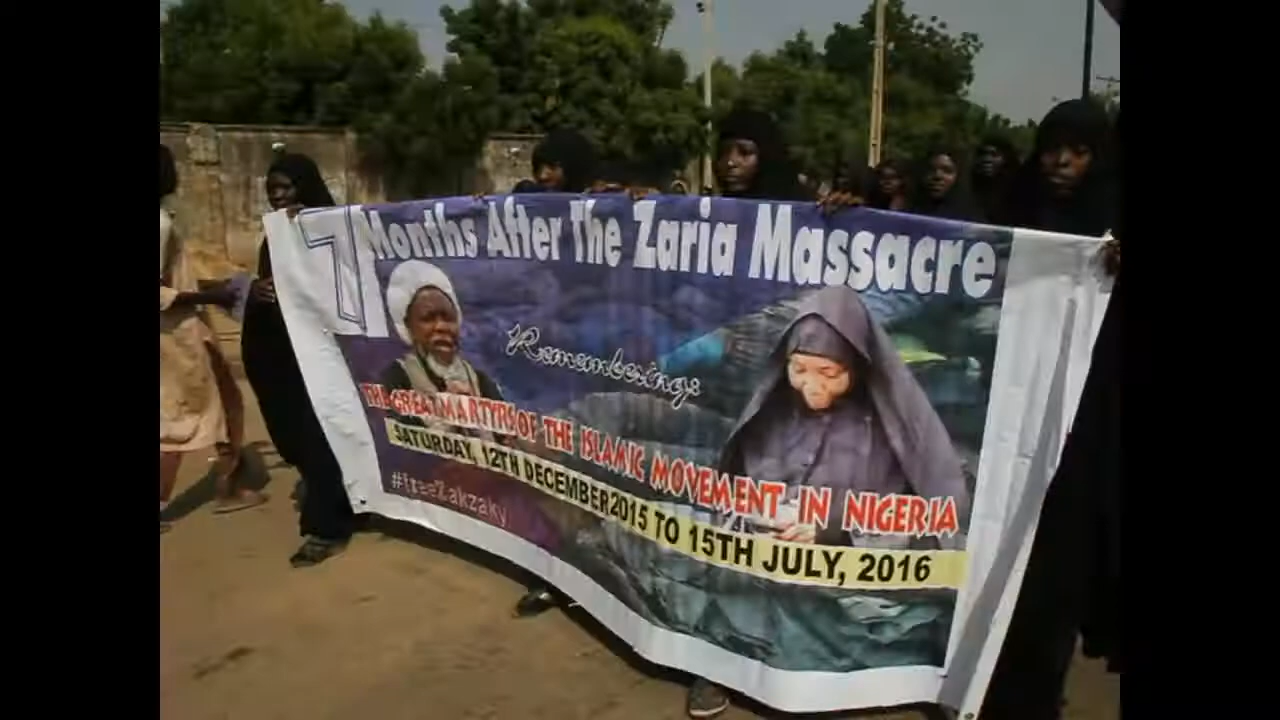 7 Months After The Zaria Massacre
Remembering:
THE GREAT MARTYRS OF THE ISLAMIC MOVEMENT IN NIGERIA
SATURDAY, 12TH DECEMBER 2015 TO 15TH JULY, 2016
#freeZakzaky